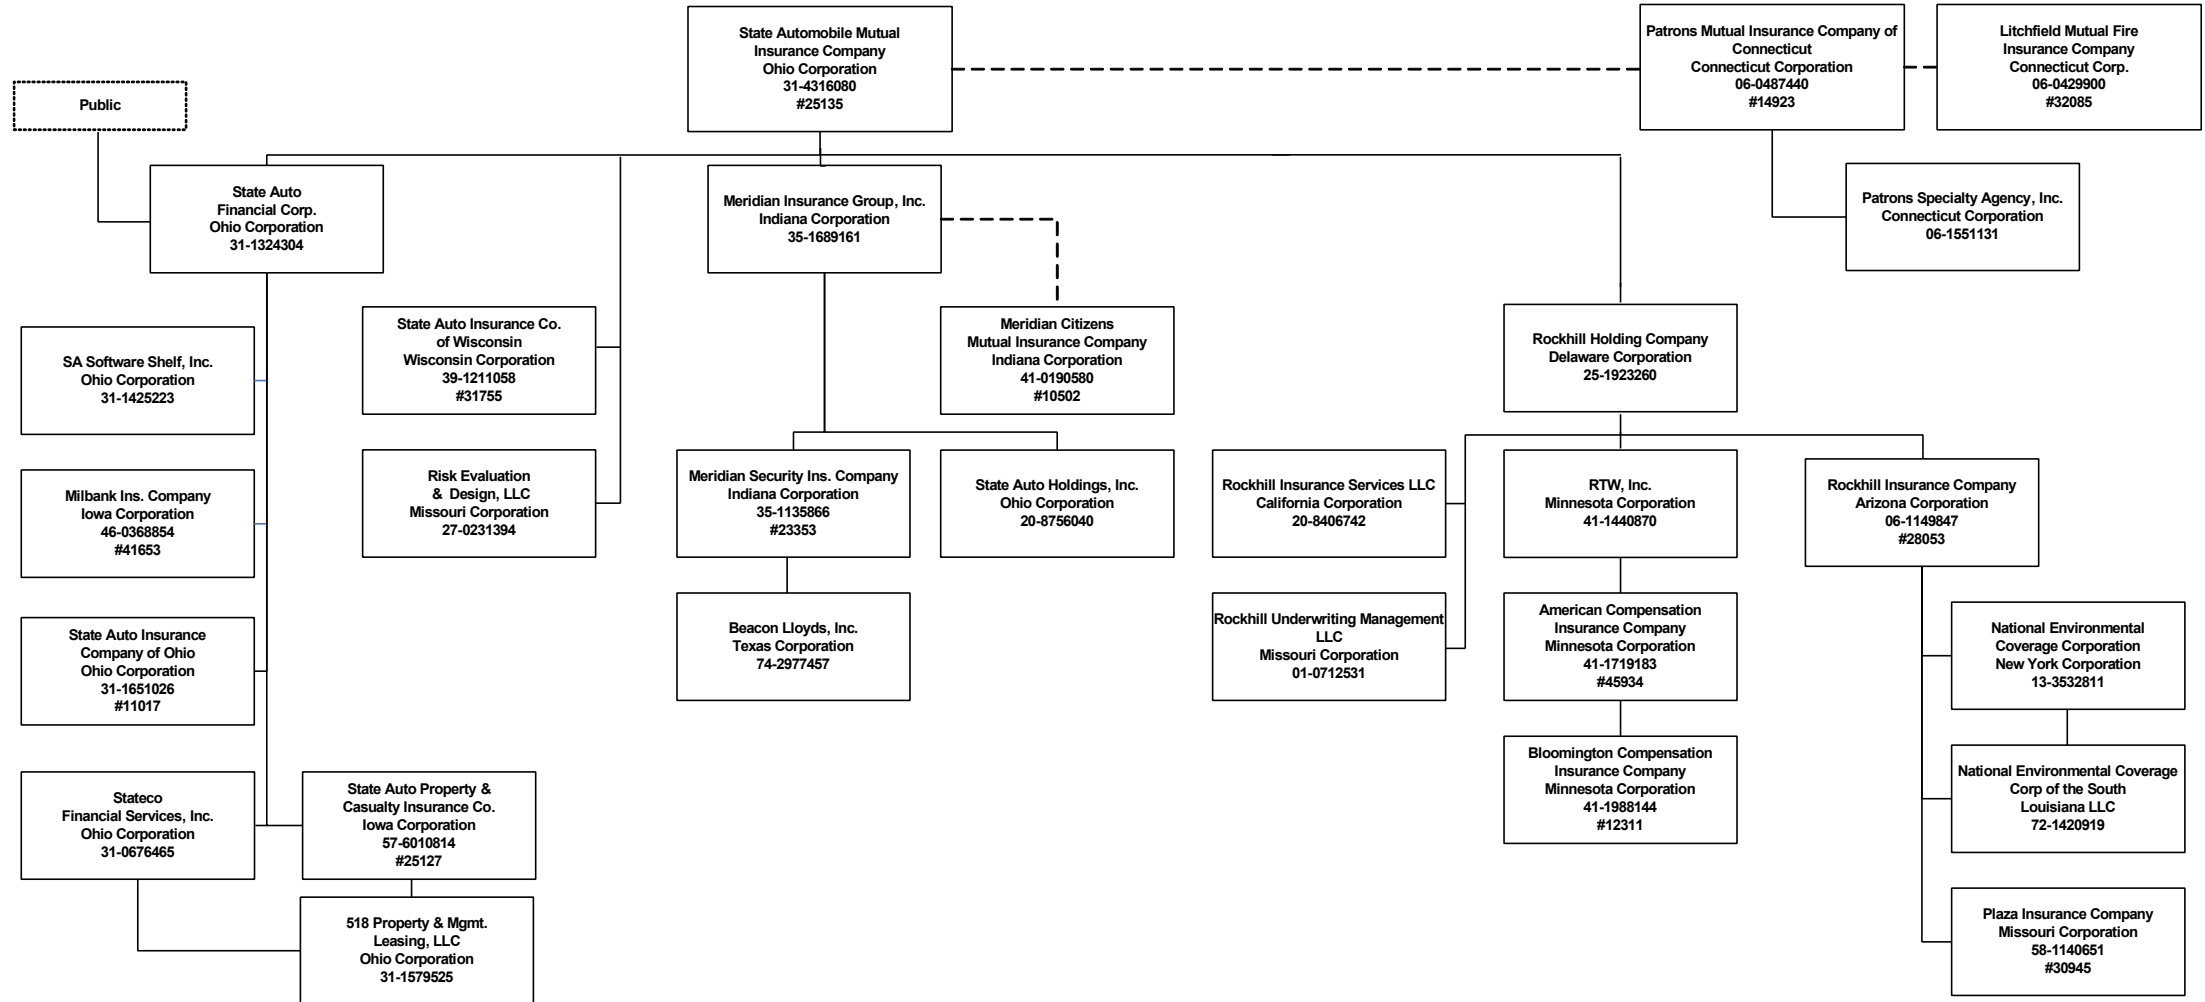 State Automobile Mutual
Insurance Company
Ohio Corporation
31-4316080
#25135
Patrons Mutual Insurance Company of
Connecticut
Connecticut Corporation
06-0487440
#14923
Litchfield Mutual Fire
Insurance Company
Connecticut Corp.
06-0429900
#32085
Public
State Auto
Financial Corp.
Ohio Corporation
31-1324304
Meridian Insurance Group, Inc.
Indiana Corporation
35-1689161
Patrons Specialty Agency, Inc.
Connecticut Corporation
06-1551131
SA Software Shelf, Inc.
Ohio Corporation
31-1425223
State Auto Insurance Co.
of Wisconsin
Wisconsin Corporation
39-1211058
#31755
Meridian Citizens
Mutual Insurance Company
Indiana Corporation
41-0190580
#10502
Rockhill Holding Company
Delaware Corporation
25-1923260
Milbank Ins. Company
Iowa Corporation
46-0368854
#41653
Risk Evaluation
& Design, LLC
Missouri Corporation
27-0231394
Meridian Security Ins. Company
Indiana Corporation
35-1135866
#23353
State Auto Holdings, Inc.
Ohio Corporation
20-8756040
Rockhill Insurance Services LLC
California Corporation
20-8406742
RTW, Inc.
Minnesota Corporation
41-1440870
Rockhill Insurance Company
Arizona Corporation
06-1149847
#28053
State Auto Insurance
Company of Ohio
Ohio Corporation
31-1651026
#11017
Beacon Lloyds, Inc.
Texas Corporation
74-2977457
Rockhill Underwriting Management
LLC
Missouri Corporation
01-0712531
American Compensation
Insurance Company
Minnesota Corporation
41-1719183
#45934
National Environmental
Coverage Corporation
New York Corporation
13-3532811
Stateco
Financial Services, Inc.
Ohio Corporation
31-0676465
State Auto Property &
Casualty Insurance Co.
Iowa Corporation
57-6010814
#25127
Bloomington Compensation
Insurance Company
Minnesota Corporation
41-1988144
#12311
National Environmental Coverage
Corp of the South
Louisiana LLC
72-1420919
518 Property & Mgmt.
Leasing, LLC
Ohio Corporation
31-1579525
Plaza Insurance Company
Missouri Corporation
58-1140651
#30945